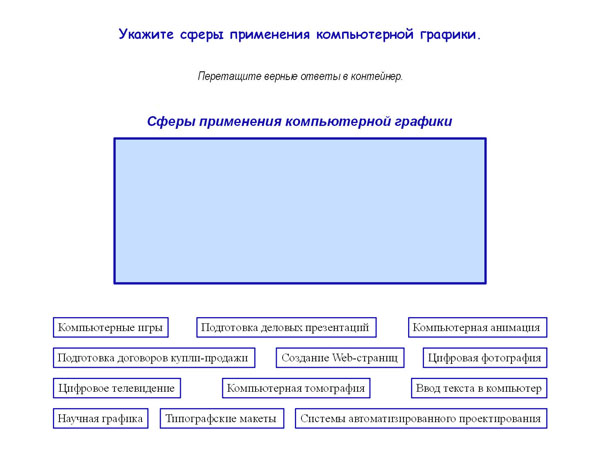 Укажите сферы применения компьютерной графики.
Перетащите верные ответы в контейнер.
Сферы применения компьютерной графики
Компьютерные игры
Подготовка деловых презентаций
Компьютерная анимация
Подготовка договоров купли-продажи
Создание Web-страниц
Цифровая фотография
Цифровое телевидение
Компьютерная томография
Ввод текста в компьютер
Научная графика
Типографские макеты
Системы автоматизированного проектирования